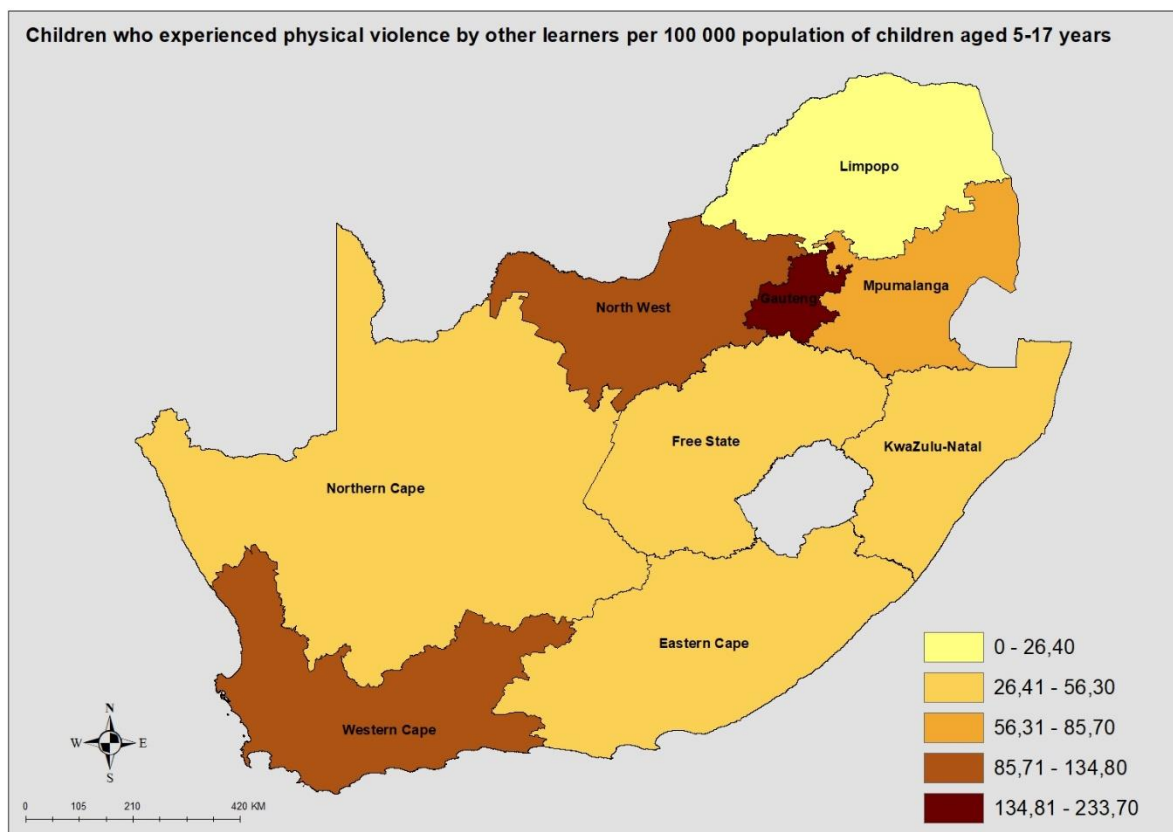 Children who experienced physical violence by other learners per 100 000 population of children aged 5-17 years
Limpopo
North West
Gauteng
Mpumalanga
Free State
KwaZulu-Natal
Northern Cape
Eastern Cape
Western Cape
0 - 26,40
26,41 - 56,30
56,31 - 85,70
85,71 - 134,80
134,81 - 233,70
N
W E
S
0 105 210 420 KM